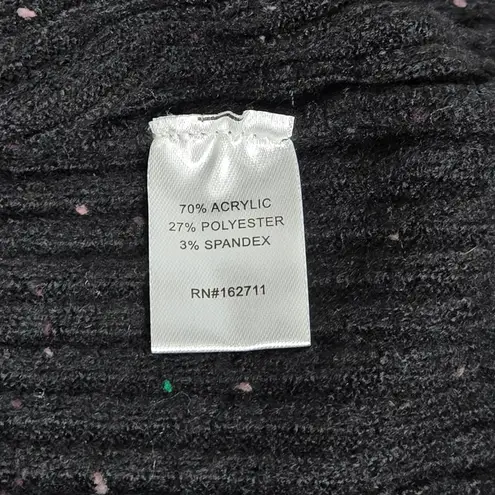 70% ACRYLIC
27% POLYESTER
3% SPANDEX
RN#162711